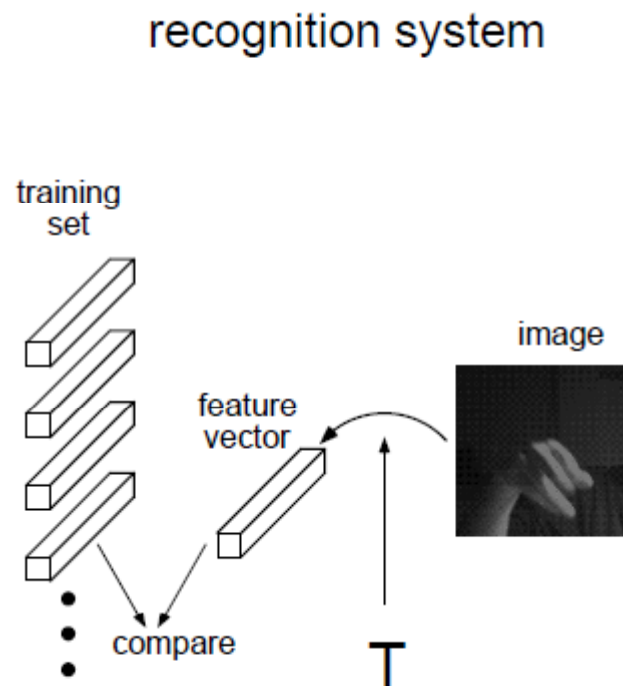 recognition system
training
set
image
feature
vector
compare
T